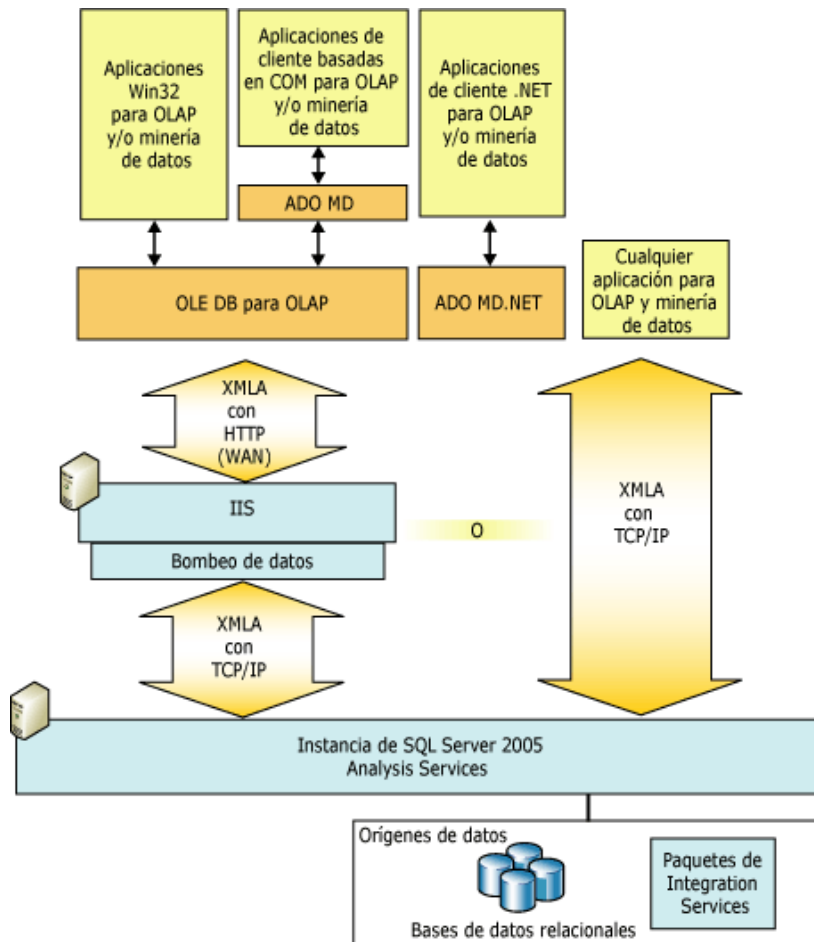 Aplicaciones
Win32
para OLAP
y/o minería
de datos
Aplicaciones de
cliente basadas
en COM para OLAP
y/o minería
de datos
Aplicaciones
de cliente .NET
para OLAP
y/o minería
de datos
ADO MD
OLE DB para OLAP
ADO MD.NET
Cualquier
aplicación para
OLAP y minería
de datos
XMLA
con
HTTP
(WAN)
IIS
Bombeo de datos
O
XMLA
con
TCP/IP
XMLA
con
TCP/IP
Instancia de SQL Server 2005
Analysis Services
Orígenes de datos
Bases de datos relacionales
Paquetes de
Integration
Services